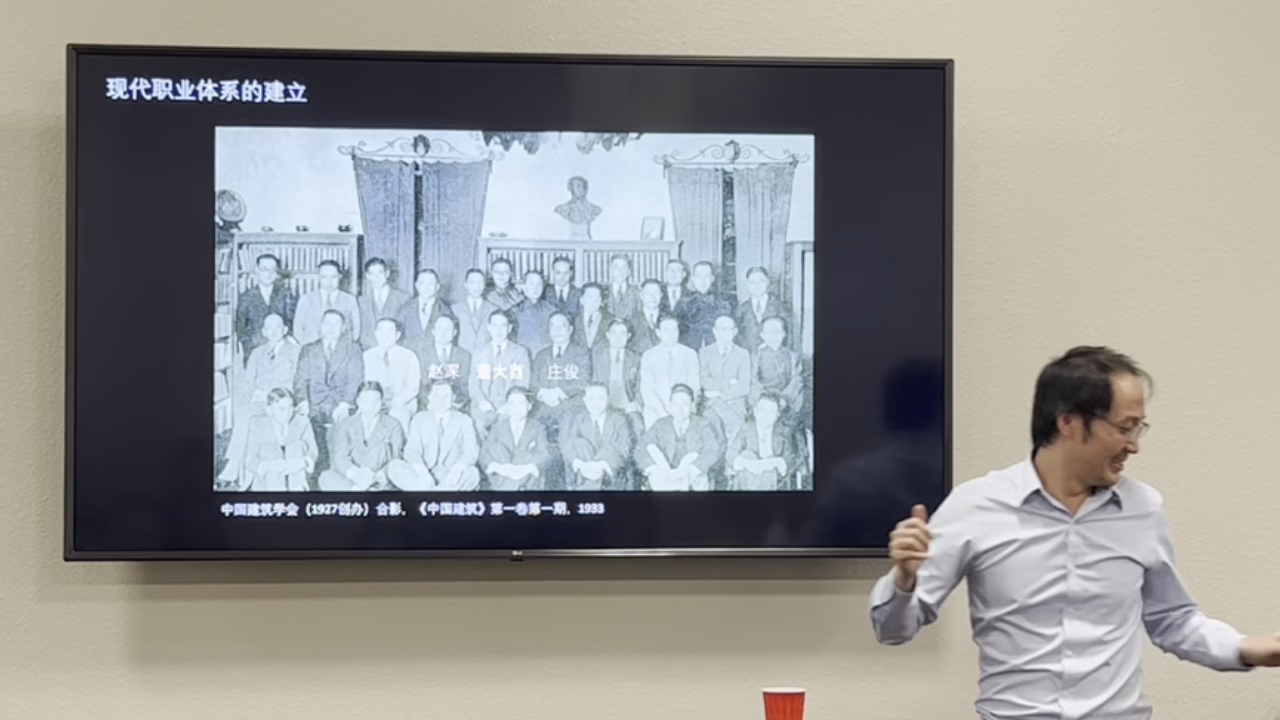 现代职业体系的建立
赵深 董大酉 庄俊
中国建筑学会（1927创办）合影，《中国建筑》第一卷第一期，1933
LG